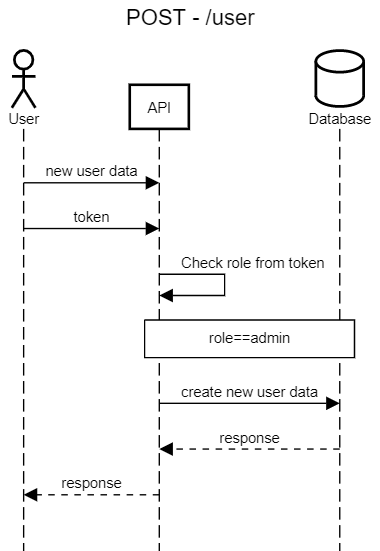 POST - /user
User
API
Database
new user data
token
Check role from token
role==admin
create new user data
response
response